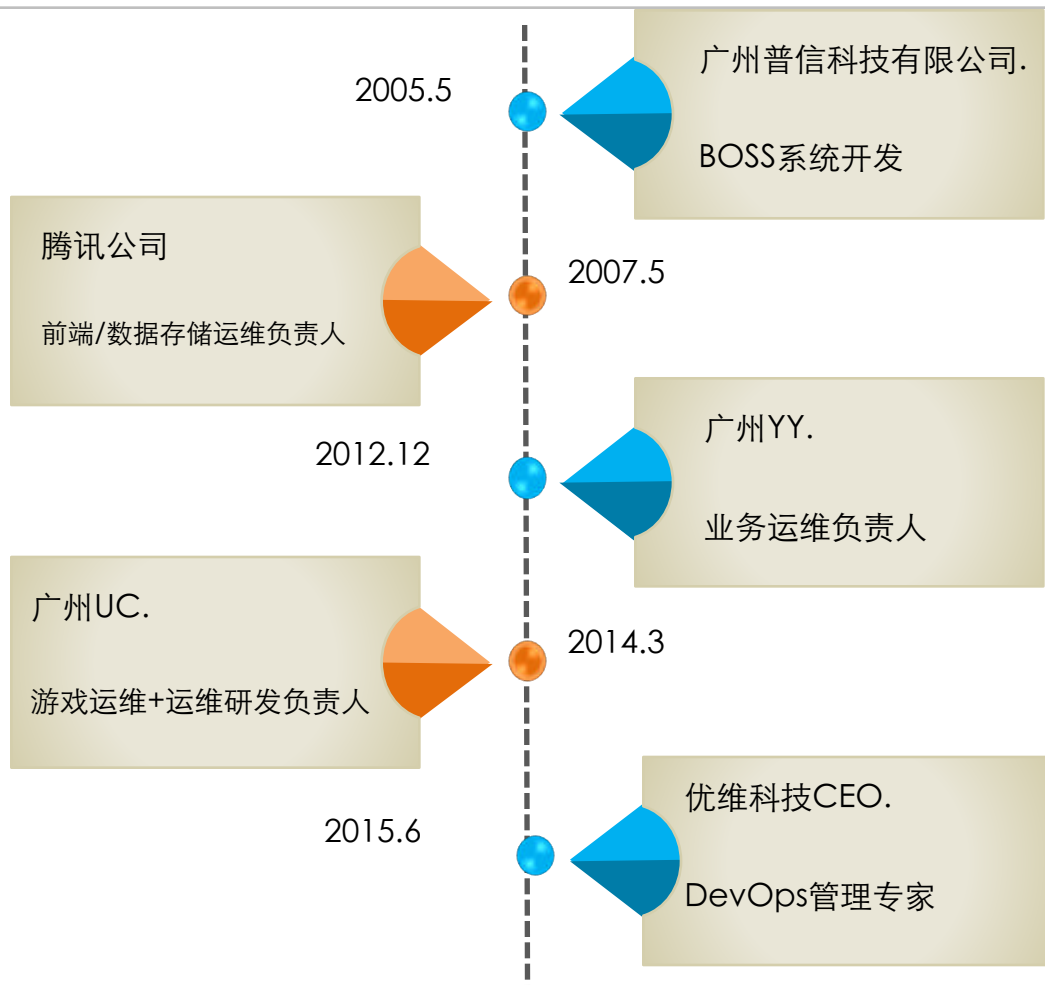 2005.5
广州普信科技有限公司.
BOSS系统开发
2007.5
腾讯公司
前端/数据存储运维负责人
2012.12
广州YY.
业务运维负责人
2014.3
广州UC.
游戏运维+运维研发负责人
2015.6
优维科技CEO.
DevOps管理专家